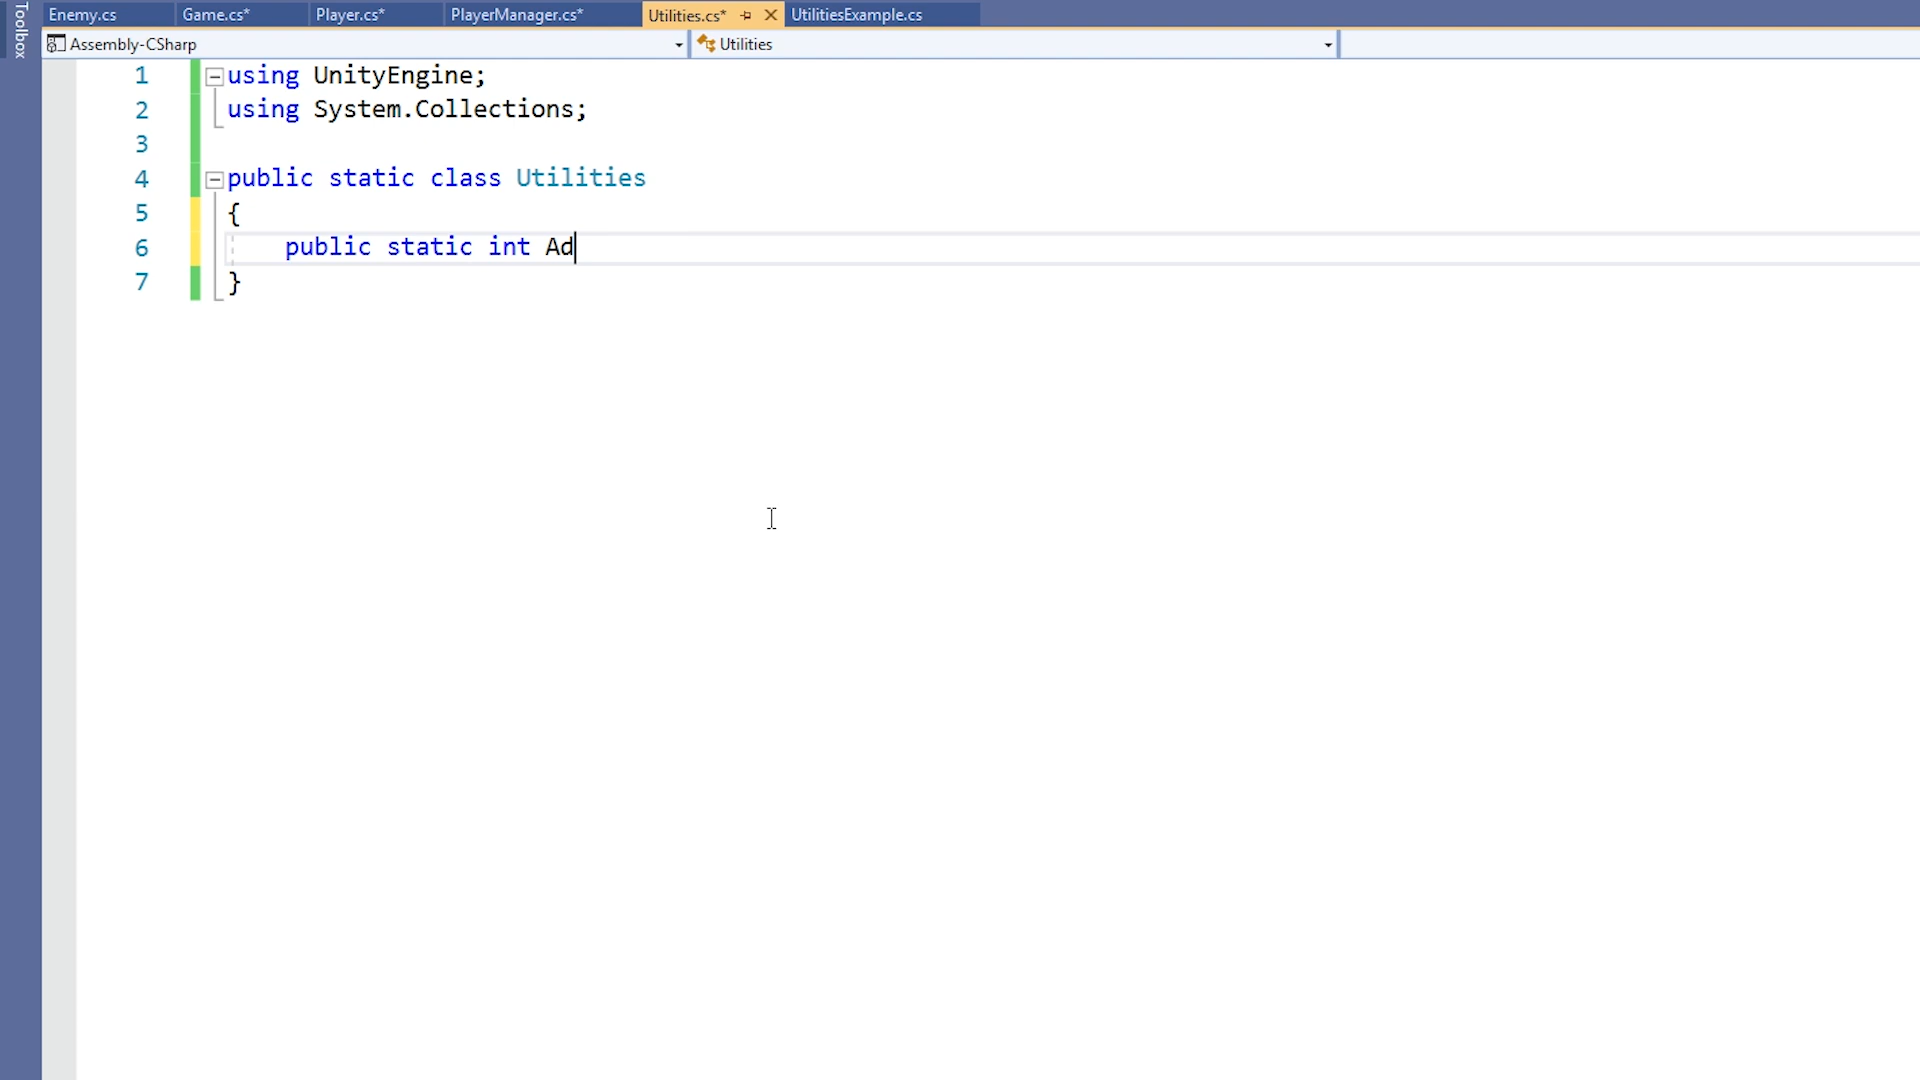 Toolbox
Enemy.cs Game.cs* Player.cs* PlayerManager.cs* Utilities.cs* UtilitiesExample.cs
Assembly-CSharp Utilities
1 using UnityEngine;
2 using System.Collections;
3
4 public static class Utilities
5 {
6 public static int Ad
7 }